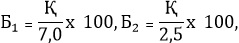 Б₁ = Қ/7,0 х 100, Б₂ = Қ/2,5 х 100,